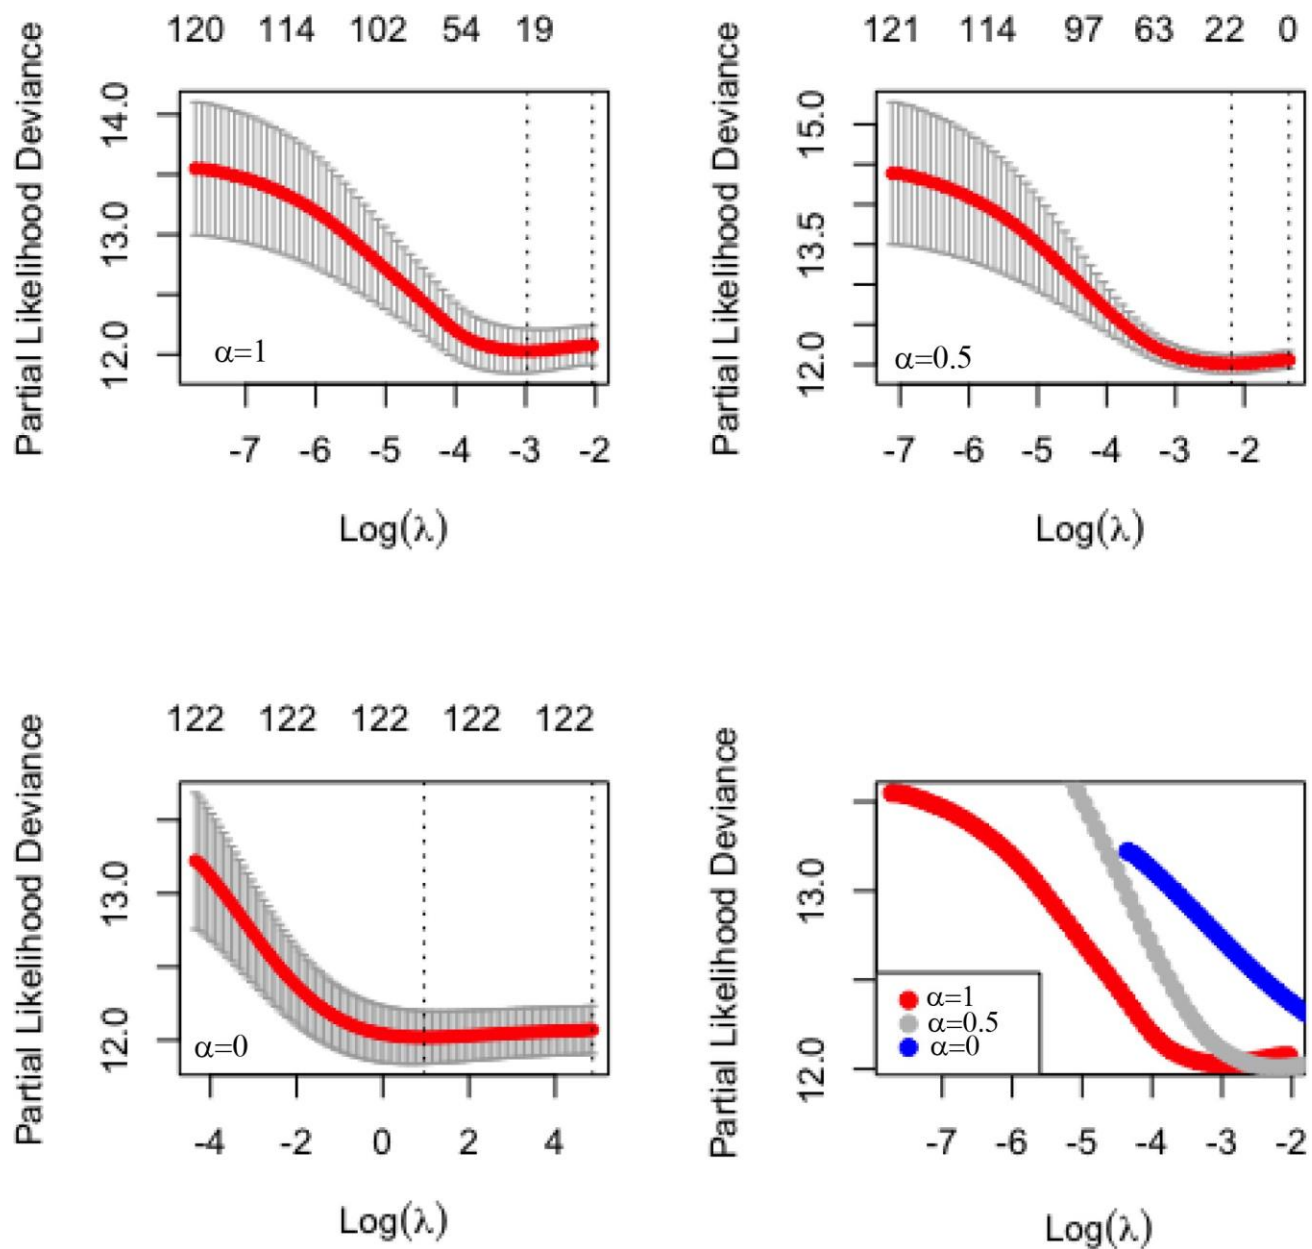 120 114 102 54 19
Partial Likelihood Deviance
14.0
13.0
12.0
α=1
-7 -6 -5 -4 -3 -2
Log(λ)
121 114 97 63 22 0
Partial Likelihood Deviance
15.0
13.5
12.0
α=0.5
-7 -6 -5 -4 -3 -2
Log(λ)
122 122 122 122 122
Partial Likelihood Deviance
13.0
12.0
α=0
-4 -2 0 2 4
Log(λ)
Partial Likelihood Deviance
13.0
12.0
α=1
α=0.5
α=0
-7 -6 -5 -4 -3 -2
Log(λ)